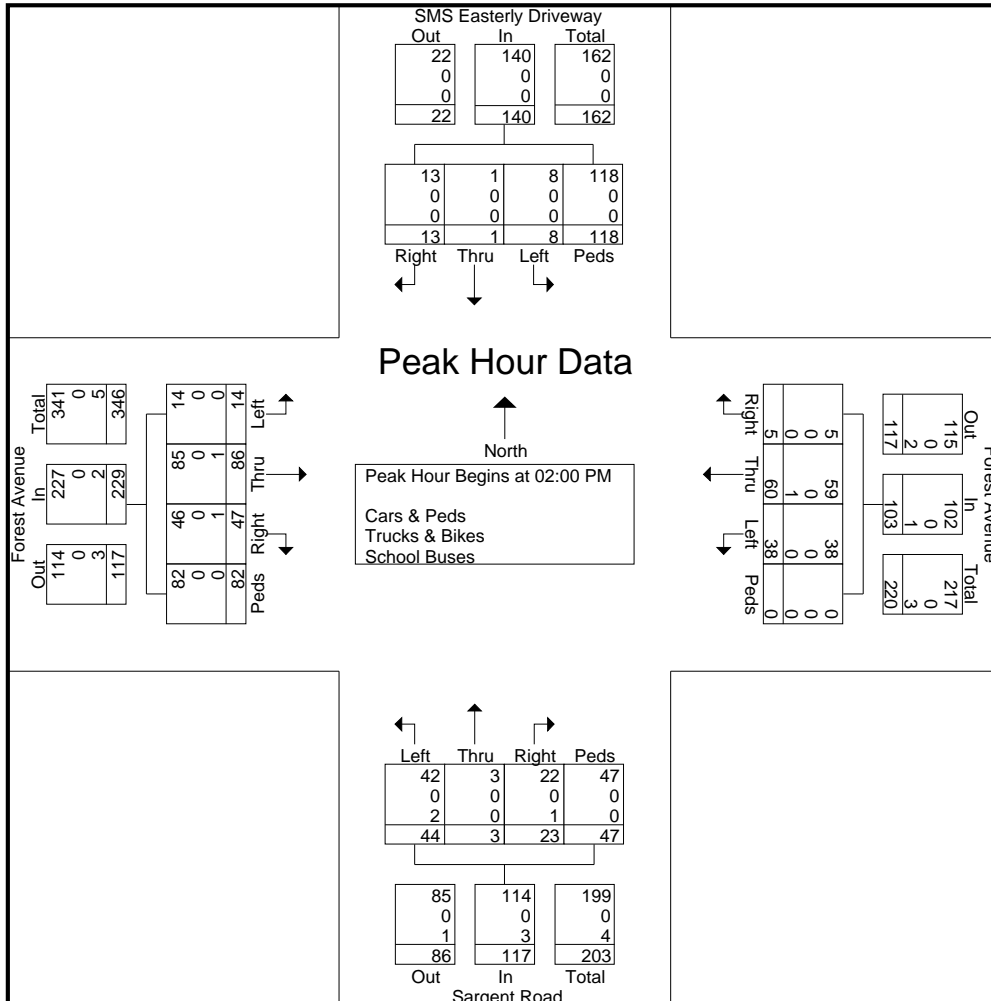 SMS Easterly Driveway
Out In Total
22 140 162
0 0 0
0 0 0
22 140 162
13 1 8 118
0 0 0 0
0 0 0 0
13 1 8 118
Right Thru Left Peds
Peak Hour Data
North
Peak Hour Begins at 02:00 PM
Cars & Peds
Trucks & Bikes
School Buses
Forest Avenue
Total In Out
341 227 114
0 0 0
5 2 3
346 229 117
14 85 46 82
0 0 0 0
0 1 1 0
14 86 47 82
Left Thru Right Peds
Right Thru Left Peds
5 60 38 0
0 1 0 0
0 0 0 0
5 59 38 0
117 103 220
2 1 3
0 0 0
115 102 217
Out In Total
Forest Avenue
Left Thru Right Peds
42 3 22 47
0 0 0 0
2 0 1 0
44 3 23 47
85 114 199
0 0 0
1 3 4
86 117 203
Out In Total
Sargent Road